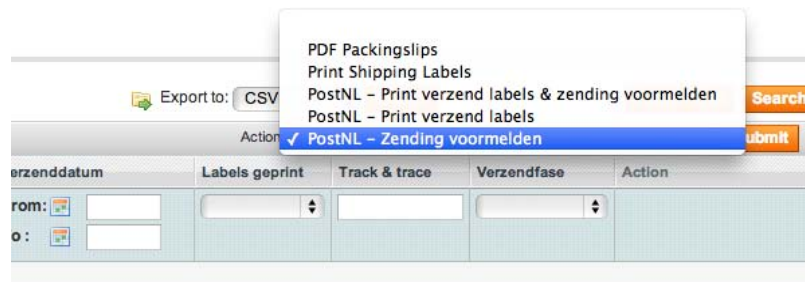 PDF Packingslips
Print Shipping Labels
PostNL – Print verzend labels & zending voormelden
PostNL – Print verzend labels
✓ PostNL – Zending voormelden
Export to: CSV
Search
Action
ubmit
erzenddatum Labels geprint Track & trace Verzendfase Action
rom:
o :